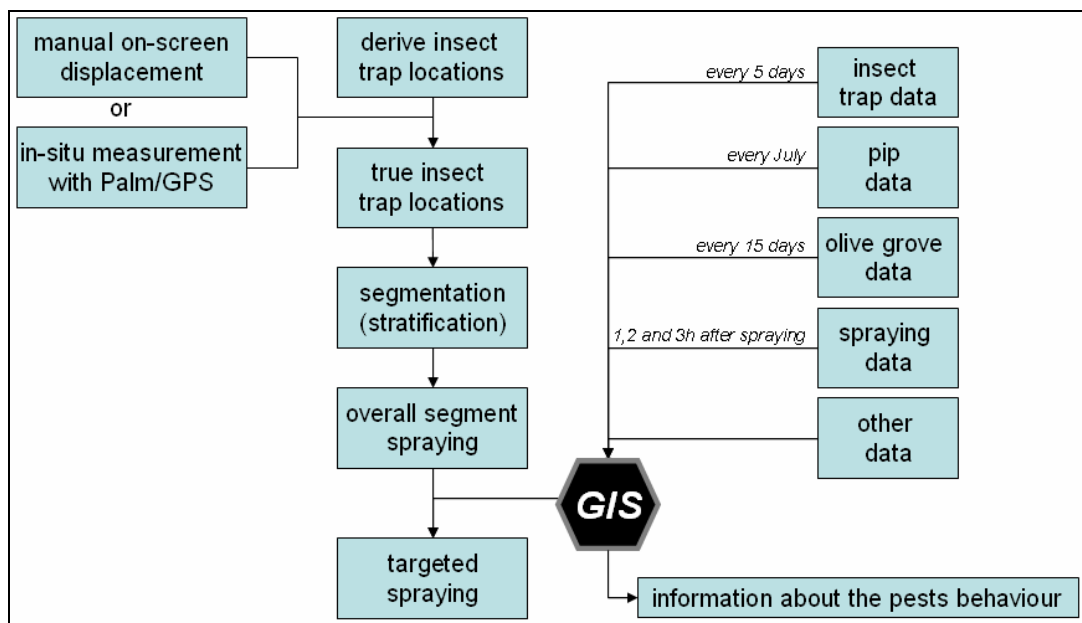 manual on-screen
displacement
or
in-situ measurement
with Palm/GPS
derive insect
trap locations
true insect
trap locations
segmentation
(stratification)
overall segment
spraying
targeted
spraying
every 5 days
insect
trap data
every July
pip
data
every 15 days
olive grove
data
1,2 and 3h after spraying
spraying
data
other
data
GIS
information about the pests behaviour